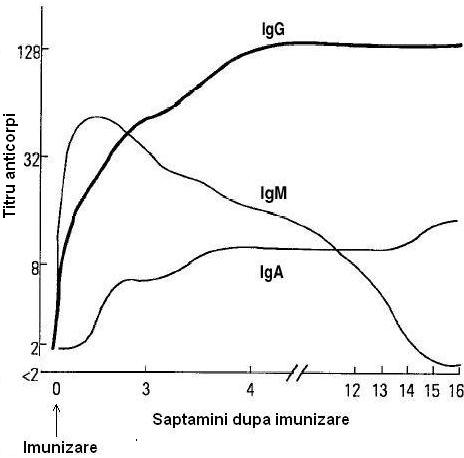 IgG
128
32
IgM
8
IgA
2
<2
0 3 4 12 13 14 15 16
Saptamini dupa imunizare
Imunizare
Titru anticorpi